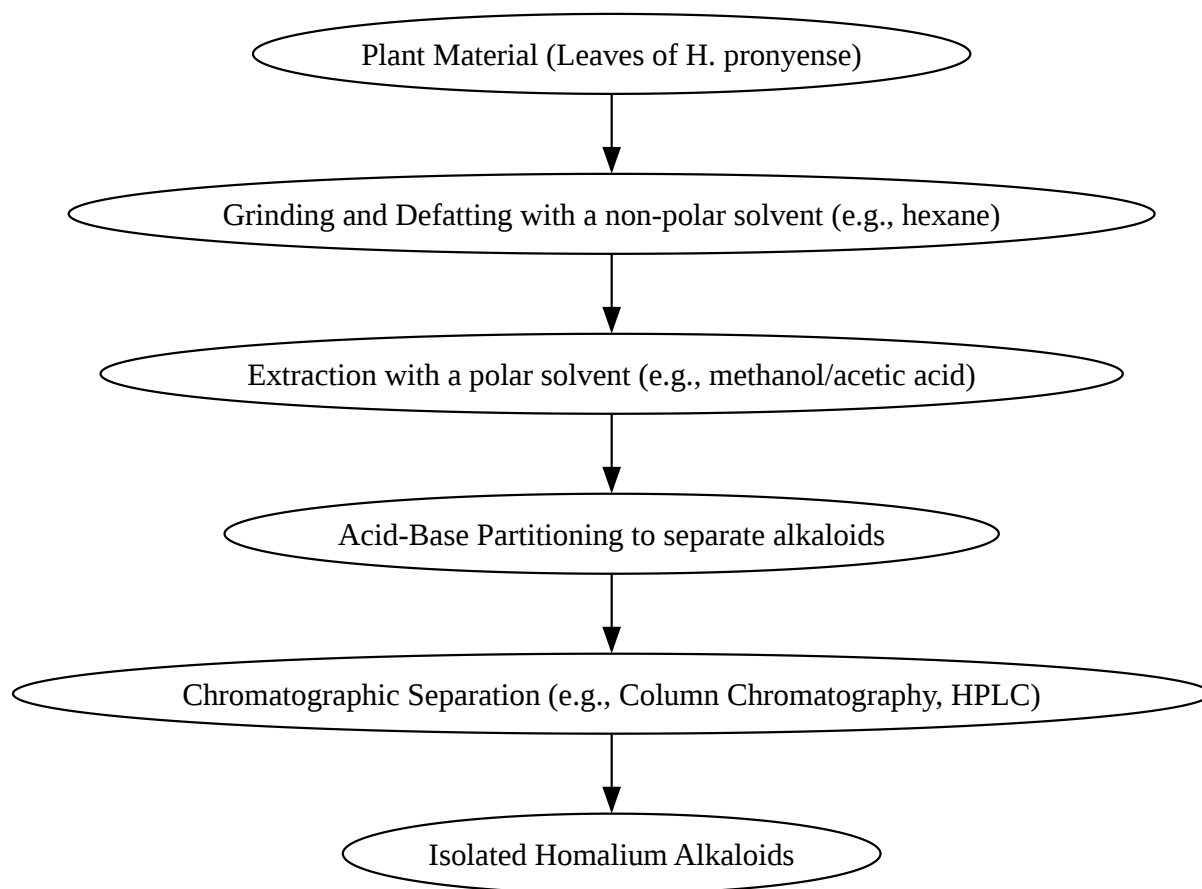 Plant Material (Leaves of H. pronyense)
Grinding and Defatting with a non-polar solvent (e.g., hexane)
Extraction with a polar solvent (e.g., methanol/acetic acid)
Acid-Base Partitioning to separate alkaloids
Chromatographic Separation (e.g., Column Chromatography, HPLC)
Isolated Homalium Alkaloids